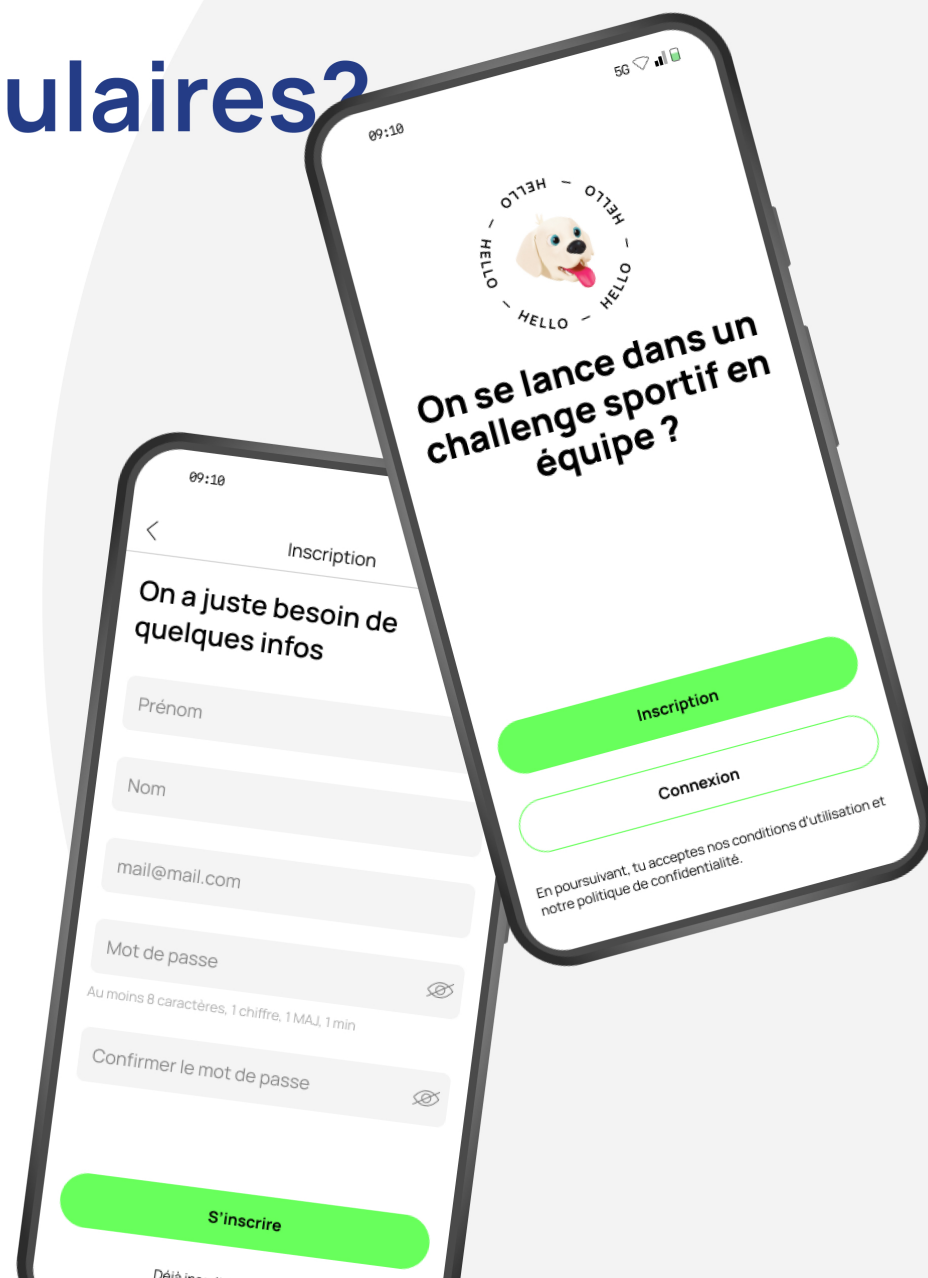 ulaires?
09:10
5G
HELLO – HELLO – HELLO – HELLO – HELLO –
On se lance dans un
challenge sportif en
équipe ?
Inscription
Connexion
En poursuivant, tu acceptes nos conditions d'utilisation et
notre politique de confidentialité.
09:10
Inscription
On a juste besoin de
quelques infos
Prénom
Nom
mail@mail.com
Mot de passe
Au moins 8 caractères, 1 chiffre, 1 MAJ, 1 min
Confirmer le mot de passe
S'inscrire
Déjà